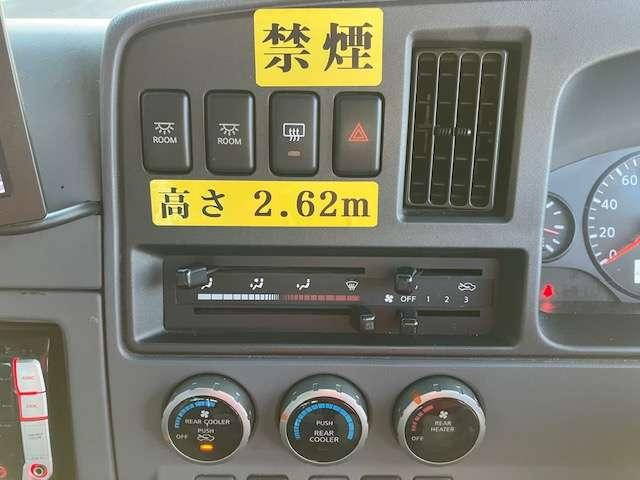 禁煙
ROOM ROOM
高さ 2.62m
60
40
20
0
OFF 1 2 3
REAR COOLER
OFF PUSH
PUSH
REAR
COOLER
REAR
HEATER